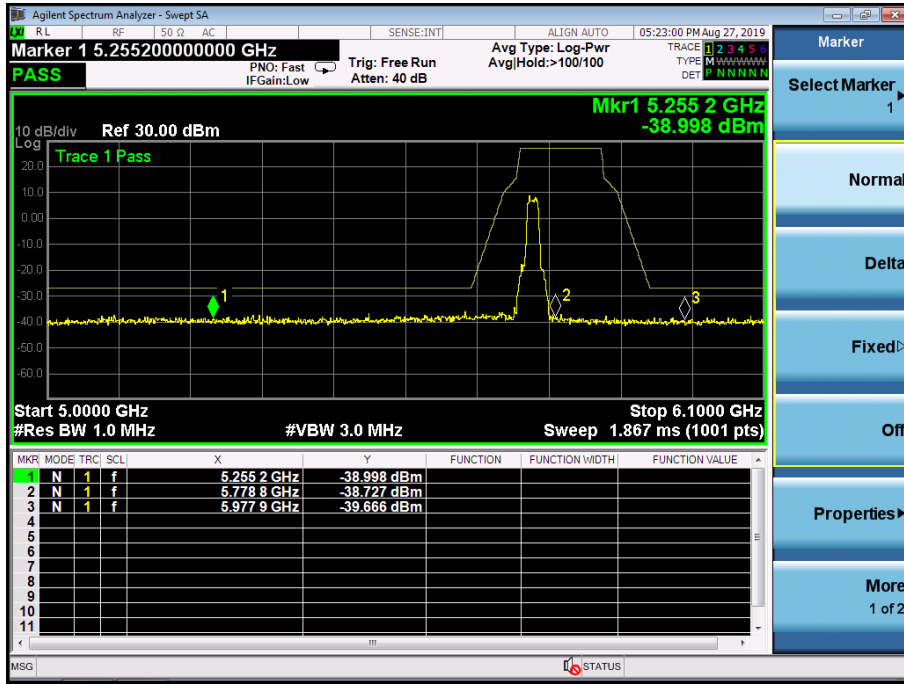 Agilent Spectrum Analyzer - Swept SA
LXI RL RF 50 Ω AC SENSE:INT ALIGN AUTO 05:23:00 PM Aug 27, 2019
Marker 1 5.255200000000 GHz
PASS
PNO: Fast
IFGain:Low
Trig: Free Run
Atten: 40 dB
Avg Type: Log-Pwr
Avg|Hold:>100/100
TRACE 1 2 3 4 5 6
TYPE M WWWWW
DET P N N N N N
Mkr1 5.255 2 GHz
-38.998 dBm
10 dB/div Ref 30.00 dBm
Log
Trace 1 Pass
20.0
10.0
0.00
-10.0
-20.0
-30.0
-40.0
-50.0
-60.0
1
2
3
Start 5.0000 GHz Stop 6.1000 GHz
#Res BW 1.0 MHz #VBW 3.0 MHz Sweep 1.867 ms (1001 pts)
MKR MODE TRC SCL X Y FUNCTION FUNCTION WIDTH FUNCTION VALUE
1 N 1 f 5.255 2 GHz -38.998 dBm
2 N 1 f 5.778 8 GHz -38.727 dBm
3 N 1 f 5.977 9 GHz -39.666 dBm
4
5
6
7
8
9
10
11
MSG STATUS
Marker
Select Marker
1
Normal
Delta
Fixed
Off
Properties
More
1 of 2